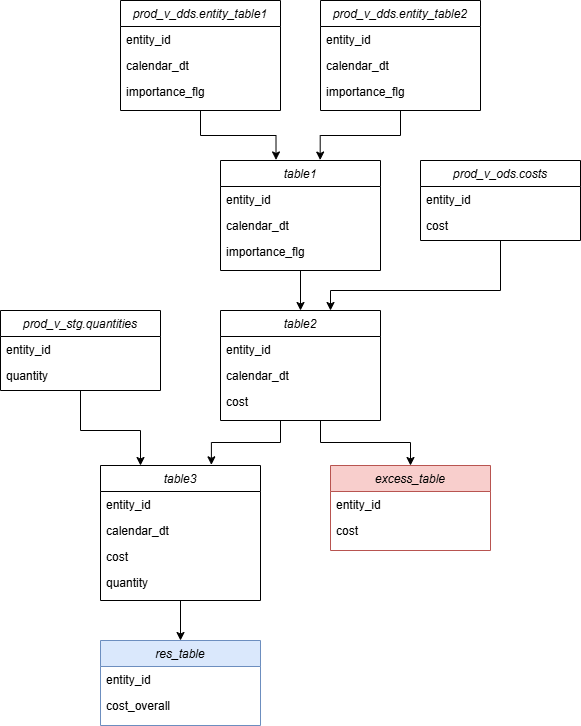 prod_v_dds.entity_table1
entity_id
calendar_dt
importance_flg
prod_v_dds.entity_table2
entity_id
calendar_dt
importance_flg
table1
entity_id
calendar_dt
importance_flg
prod_v_ods.costs
entity_id
cost
prod_v_stg.quantities
entity_id
quantity
table2
entity_id
calendar_dt
cost
table3
entity_id
calendar_dt
cost
quantity
excess_table
entity_id
cost
res_table
entity_id
cost_overall